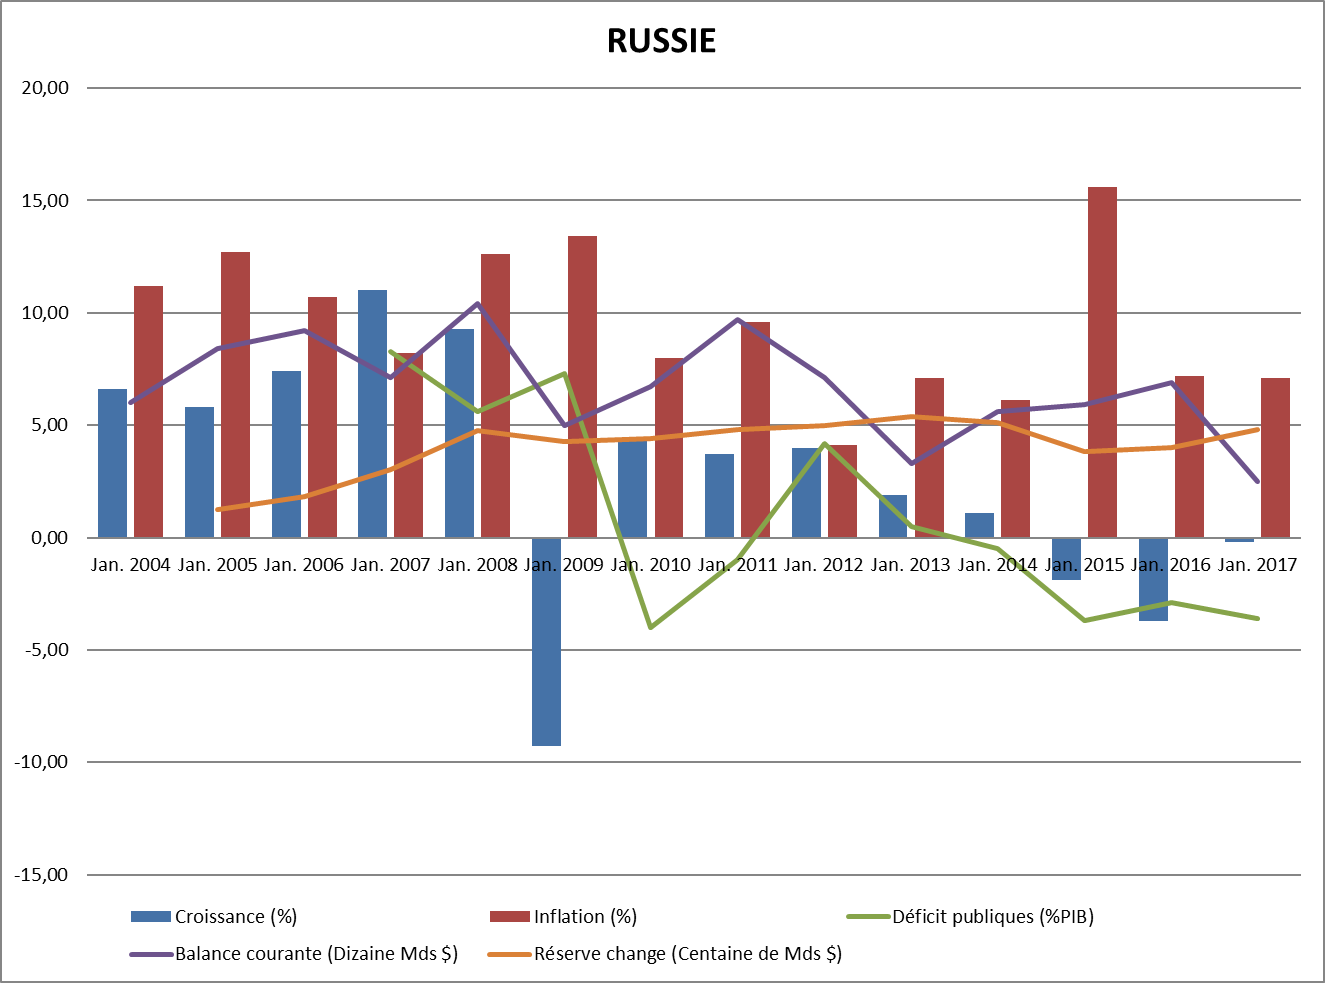 RUSSIE
20,00
15,00
10,00
5,00
0,00
Jan. 2004 Jan. 2005 Jan. 2006 Jan. 2007 Jan. 2008 Jan. 2009 Jan. 2010 Jan. 2011 Jan. 2012 Jan. 2013 Jan. 2014 Jan. 2015 Jan. 2016 Jan. 2017
-5,00
-10,00
-15,00
Croissance (%) Inflation (%) Déficit publiques (%PIB)
Balance courante (Dizaine Mds $) Réserve change (Centaine de Mds $)